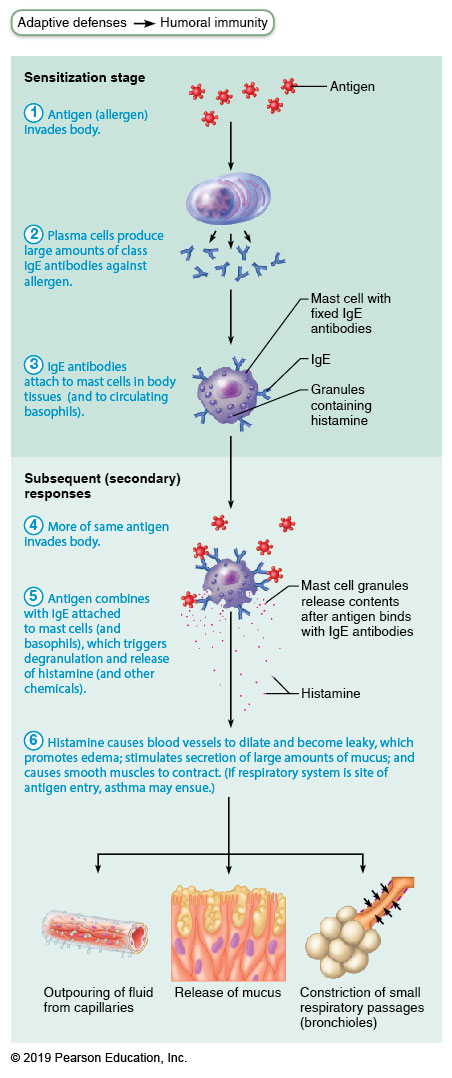 Adaptive defenses → Humoral immunity
Sensitization stage
Antigen
1 Antigen (allergen)
invades body.
2 Plasma cells produce
large amounts of class
IgE antibodies against
allergen.
Mast cell with
fixed IgE
antibodies
3 IgE antibodies
attach to mast cells in body
tissues (and to circulating
basophils).
IgE
Granules
containing
histamine
Subsequent (secondary)
responses
4 More of same antigen
invades body.
5 Antigen combines
with IgE attached
to mast cells (and
basophils), which triggers
degranulation and release
of histamine (and other
chemicals).
Mast cell granules
release contents
after antigen binds
with IgE antibodies
Histamine
6 Histamine causes blood vessels to dilate and become leaky, which
promotes edema; stimulates secretion of large amounts of mucus; and
causes smooth muscles to contract. (If respiratory system is site of
antigen entry, asthma may ensue.)
Outpouring of fluid
from capillaries
Release of mucus
Constriction of small
respiratory passages
(bronchioles)
© 2019 Pearson Education, Inc.